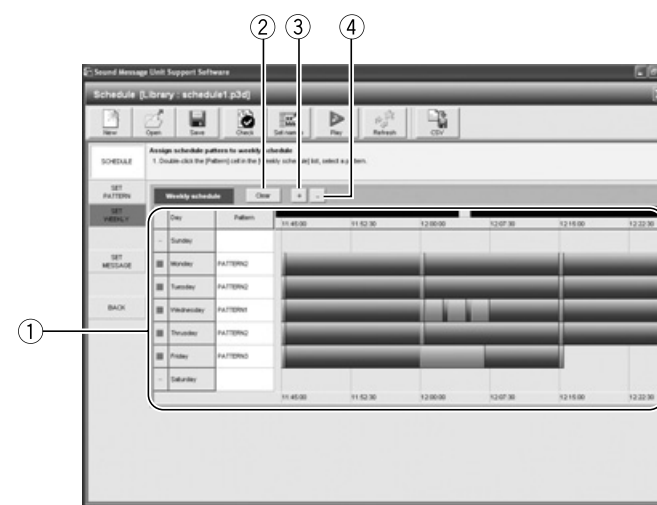 ② ③ ④
Sound Message Unit Support Software
Schedule [Library : schedule1.p3d]
New Open Save Check Set name Play Refresh CSV
Assign schedule pattern to weekly schedule
SCHEDULE 1. Double-click the [Pattern] cell in the [Weekly schedule] list, select a pattern.
SET PATTERN
Weekly schedule Clear + -
SET WEEKLY
Day Pattern 11:45:00 11:52:30 12:00:00 12:07:30 12:15:00 12:22:30
- Sunday
SET MESSAGE
Monday PATTERN2
Tuesday PATTERN2
BACK
Wednesday PATTERN1
①
Thrusday PATTERN2
Friday PATTERN3
- Saturday
11:45:00 11:52:30 12:00:00 12:07:30 12:15:00 12:22:30